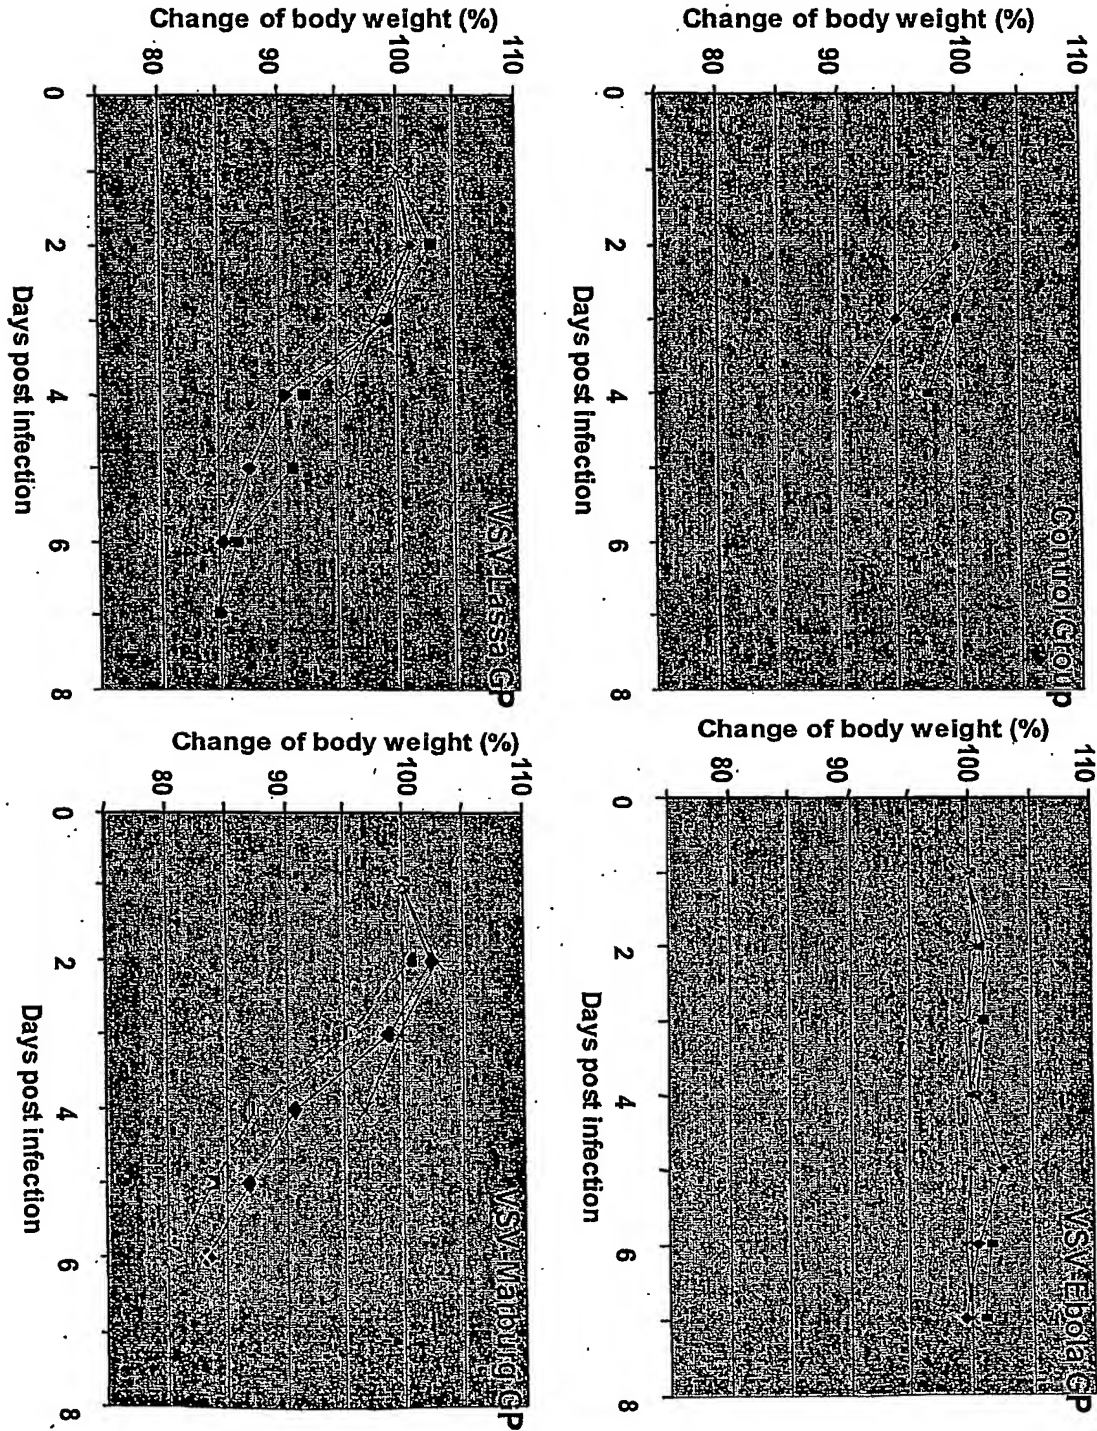 Control Group
Change of body weight (%)
110
100
90
80
0 2 4 6 8
Days post infection
VSV-Ebola GP
Change of body weight (%)
110
100
90
80
0 2 4 6 8
Days post infection
VSV-Lassa GP
Change of body weight (%)
110
100
90
80
0 2 4 6 8
Days post infection
VSV-Marburg GP
Change of body weight (%)
110
100
90
80
0 2 4 6 8
Days post infection